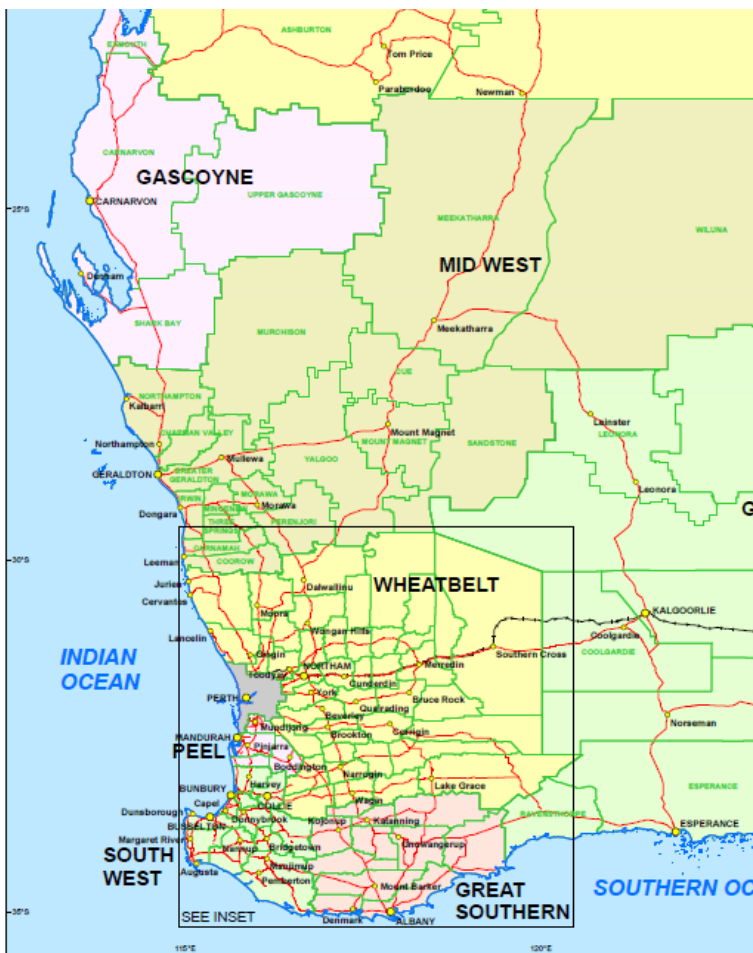 ASHBURTON
EXMOUTH
Tom Price
Paraburdoo
Newman
CARNARVON
GASCOYNE
UPPER GASCOYNE
CARNARVON
25°S
MEEKATHARRA
WILUNA
MID WEST
Denham
SHARK BAY
MURCHISON
Meekatharra
CUE
NORTHAMPTON
Kalbarri
Leinster
LEONORA
Mount Magnet
MOUNT MAGNET
SANDSTONE
CHAPMAN VALLEY
Northampton
Mullewa
YALGOO
GERALDTON
GREATER
GERALDTON
Leonora
IRWIN
MORAWA
Morawa
MINGENEW
Dongara
THREE
SPRINGS
PERENJORI
G
CARNAMAH
30°S
Leeman
COOROW
Jurien
Dalwallinu
WHEATBELT
Cervantes
Moora
KALGOORLIE
Lancelin
Wongan Hills
Coolgardie
COOLGARDIE
INDIAN
OCEAN
Gingin
Southern Cross
Toodyay
NORTHAM
Merredin
Cunderdin
PERTH
York
Quairading
Bruce Rock
Beverley
Norseman
Mundijong
Brookton
Corrigin
MANDURAH
PEEL
Pinjarra
Boddington
Narrogin
Lake Grace
ESPERANCE
BUNBURY
Harvey
Capel
COLLIE
Wagin
RAVENSTHORPE
Dunsborough
Donnybrook
Kojonup
Katanning
ESPERANCE
BUSSELTON
Margaret River
Nannup
Bridgetown
Gnowangerup
SOUTH
WEST
Manjimup
Augusta
Pemberton
Mount Barker
GREAT
SOUTHERN
SOUTHERN OC
SEE INSET
Denmark
ALBANY
35°S
115°E
120°E